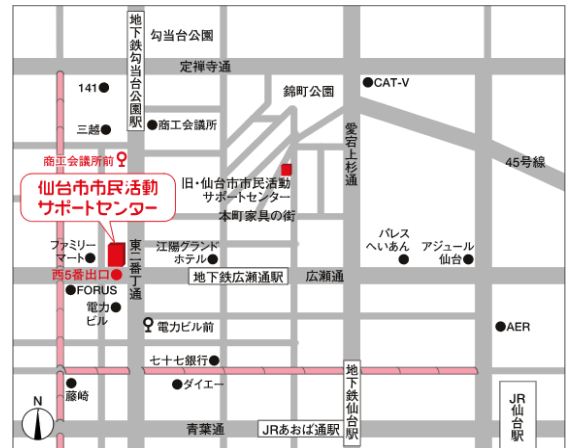 地下鉄勾当台公園駅
勾当台公園
定禅寺通
141
錦町公園
CAT-V
商工会議所
三越
愛宕上杉通
商工会議所前
45号線
仙台市市民活動
サポートセンター
旧・仙台市市民活動
サポートセンター
本町家具の街
東二番丁通
ファミリー
マート
江陽グランド
ホテル
パレス
へいあん
アジュール
仙台
西5番出口
地下鉄広瀬通駅
広瀬通
FORUS
電力
ビル
電力ビル前
AER
七十七銀行
ダイエー
藤崎
地下鉄仙台駅
N
青葉通
JRあおば通駅
JR
仙台駅